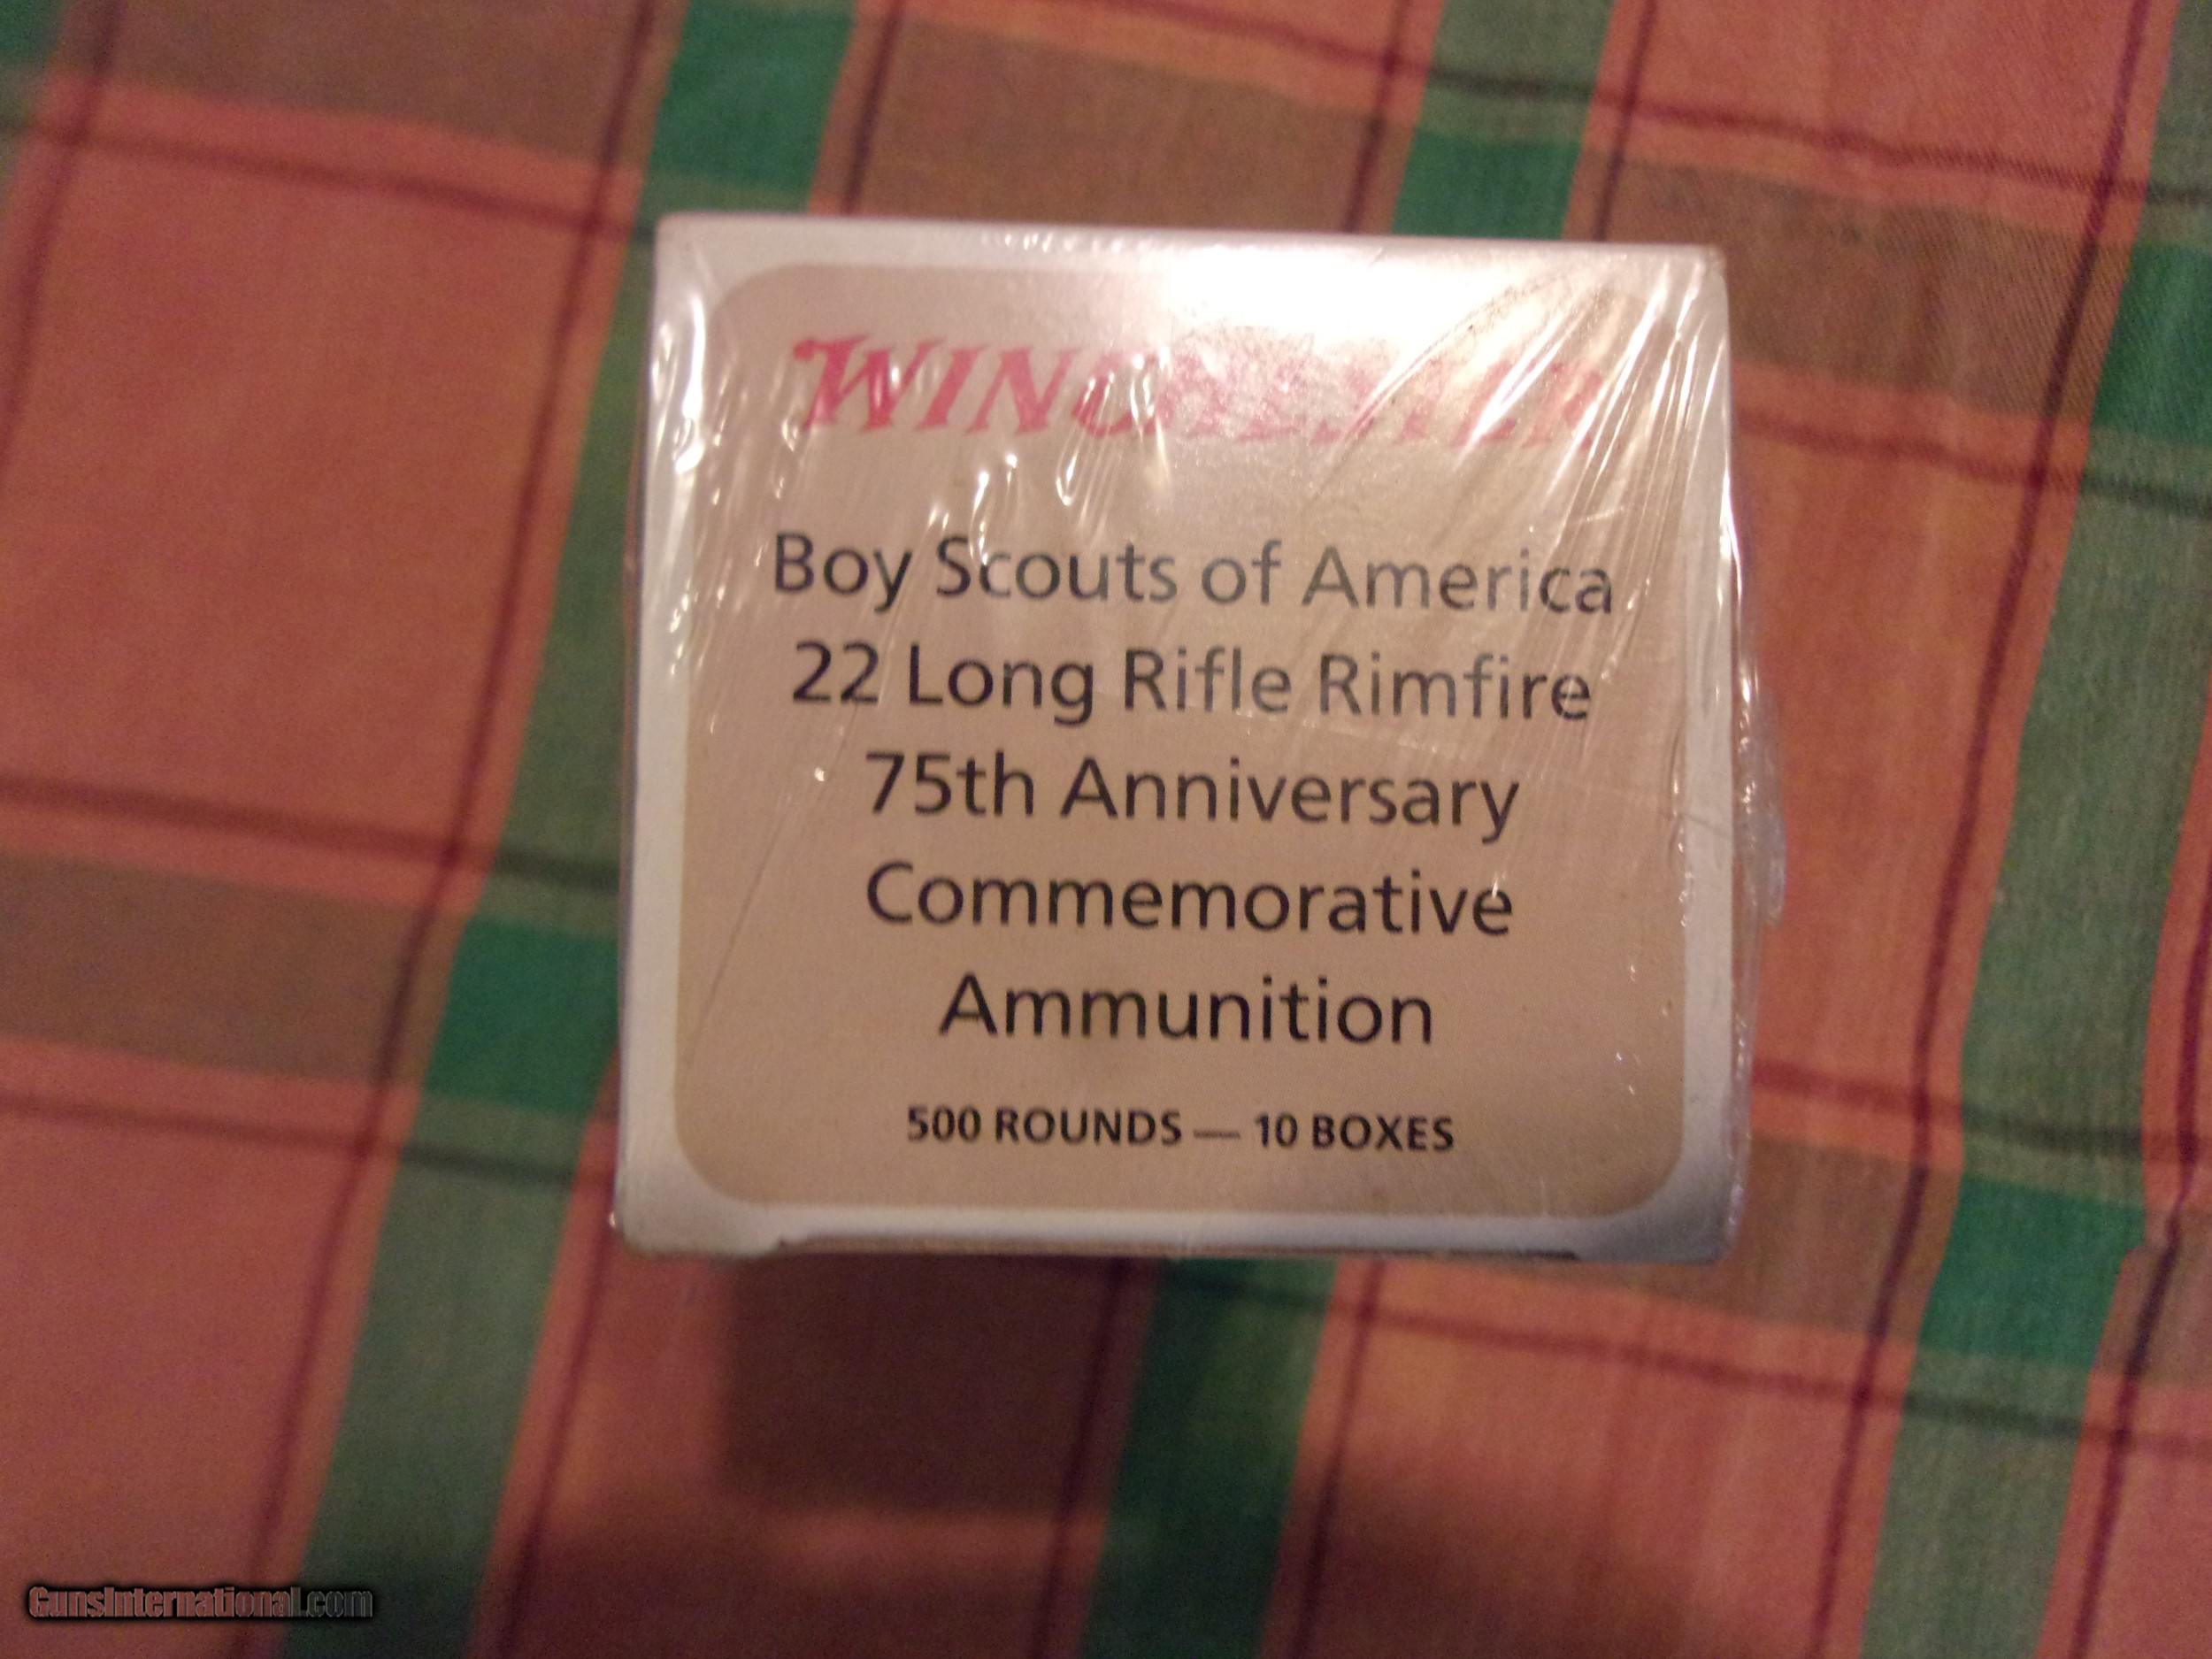 WINCHESTER
Boy Scouts of America
22 Long Rifle Rimfire
75th Anniversary
Commemorative
Ammunition
500 ROUNDS — 10 BOXES
GunsInternational.com